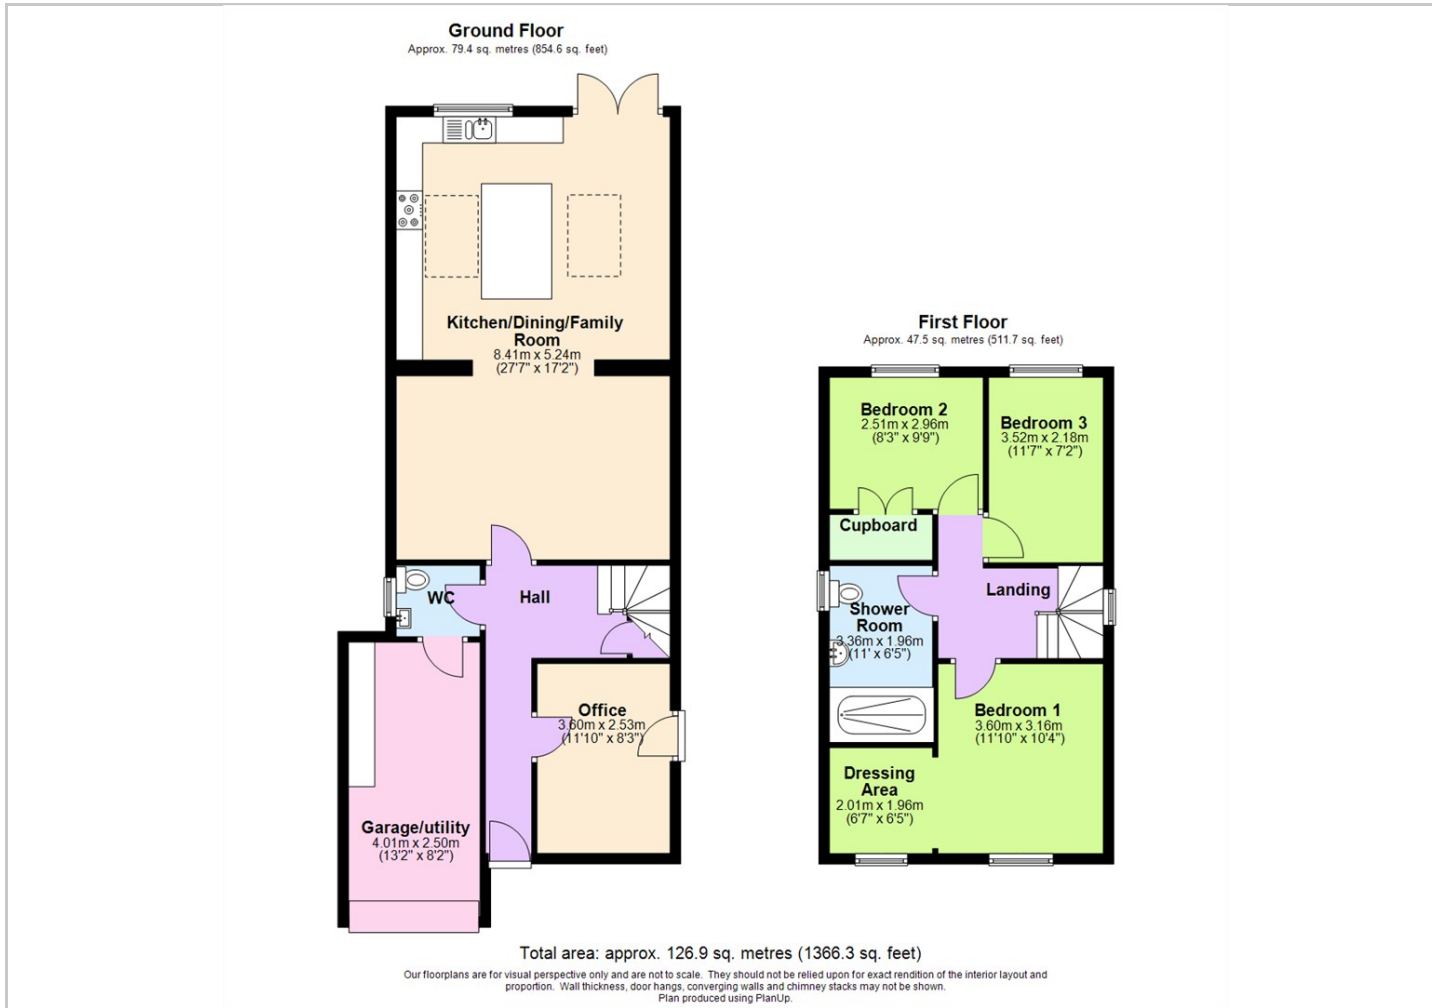 Ground Floor
Approx. 79.4 sq. metres (854.6 sq. feet)
Kitchen/Dining/Family
Room
8.41m x 5.24m
(27'7" x 17'2")
WC
Hall
Office
3.60m x 2.53m
(11'10" x 8'3")
Garage/utility
4.01m x 2.50m
(13'2" x 8'2")
First Floor
Approx. 47.5 sq. metres (511.7 sq. feet)
Bedroom 2
2.51m x 2.96m
(8'3" x 9'9")
Bedroom 3
3.52m x 2.18m
(11'7" x 7'2")
Cupboard
Landing
Shower
Room
3.36m x 1.96m
(11' x 6'5")
Bedroom 1
3.60m x 3.16m
(11'10" x 10'4")
Dressing
Area
2.01m x 1.96m
(6'7" x 6'5")
Total area: approx. 126.9 sq. metres (1366.3 sq. feet)
Our floorplans are for visual perspective only and are not to scale. They should not be relied upon for exact rendition of the interior layout and
proportion. Wall thickness, door hangs, converging walls and chimney stacks may not be shown.
Plan produced using PlanUp.